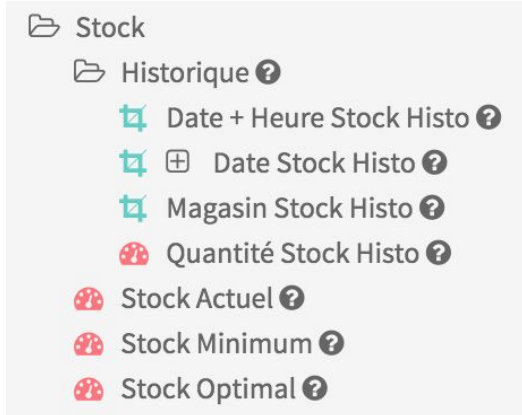 Stock
Historique ?
Date + Heure Stock Histo ?
Date Stock Histo ?
Magasin Stock Histo ?
Quantité Stock Histo ?
Stock Actuel ?
Stock Minimum ?
Stock Optimal ?